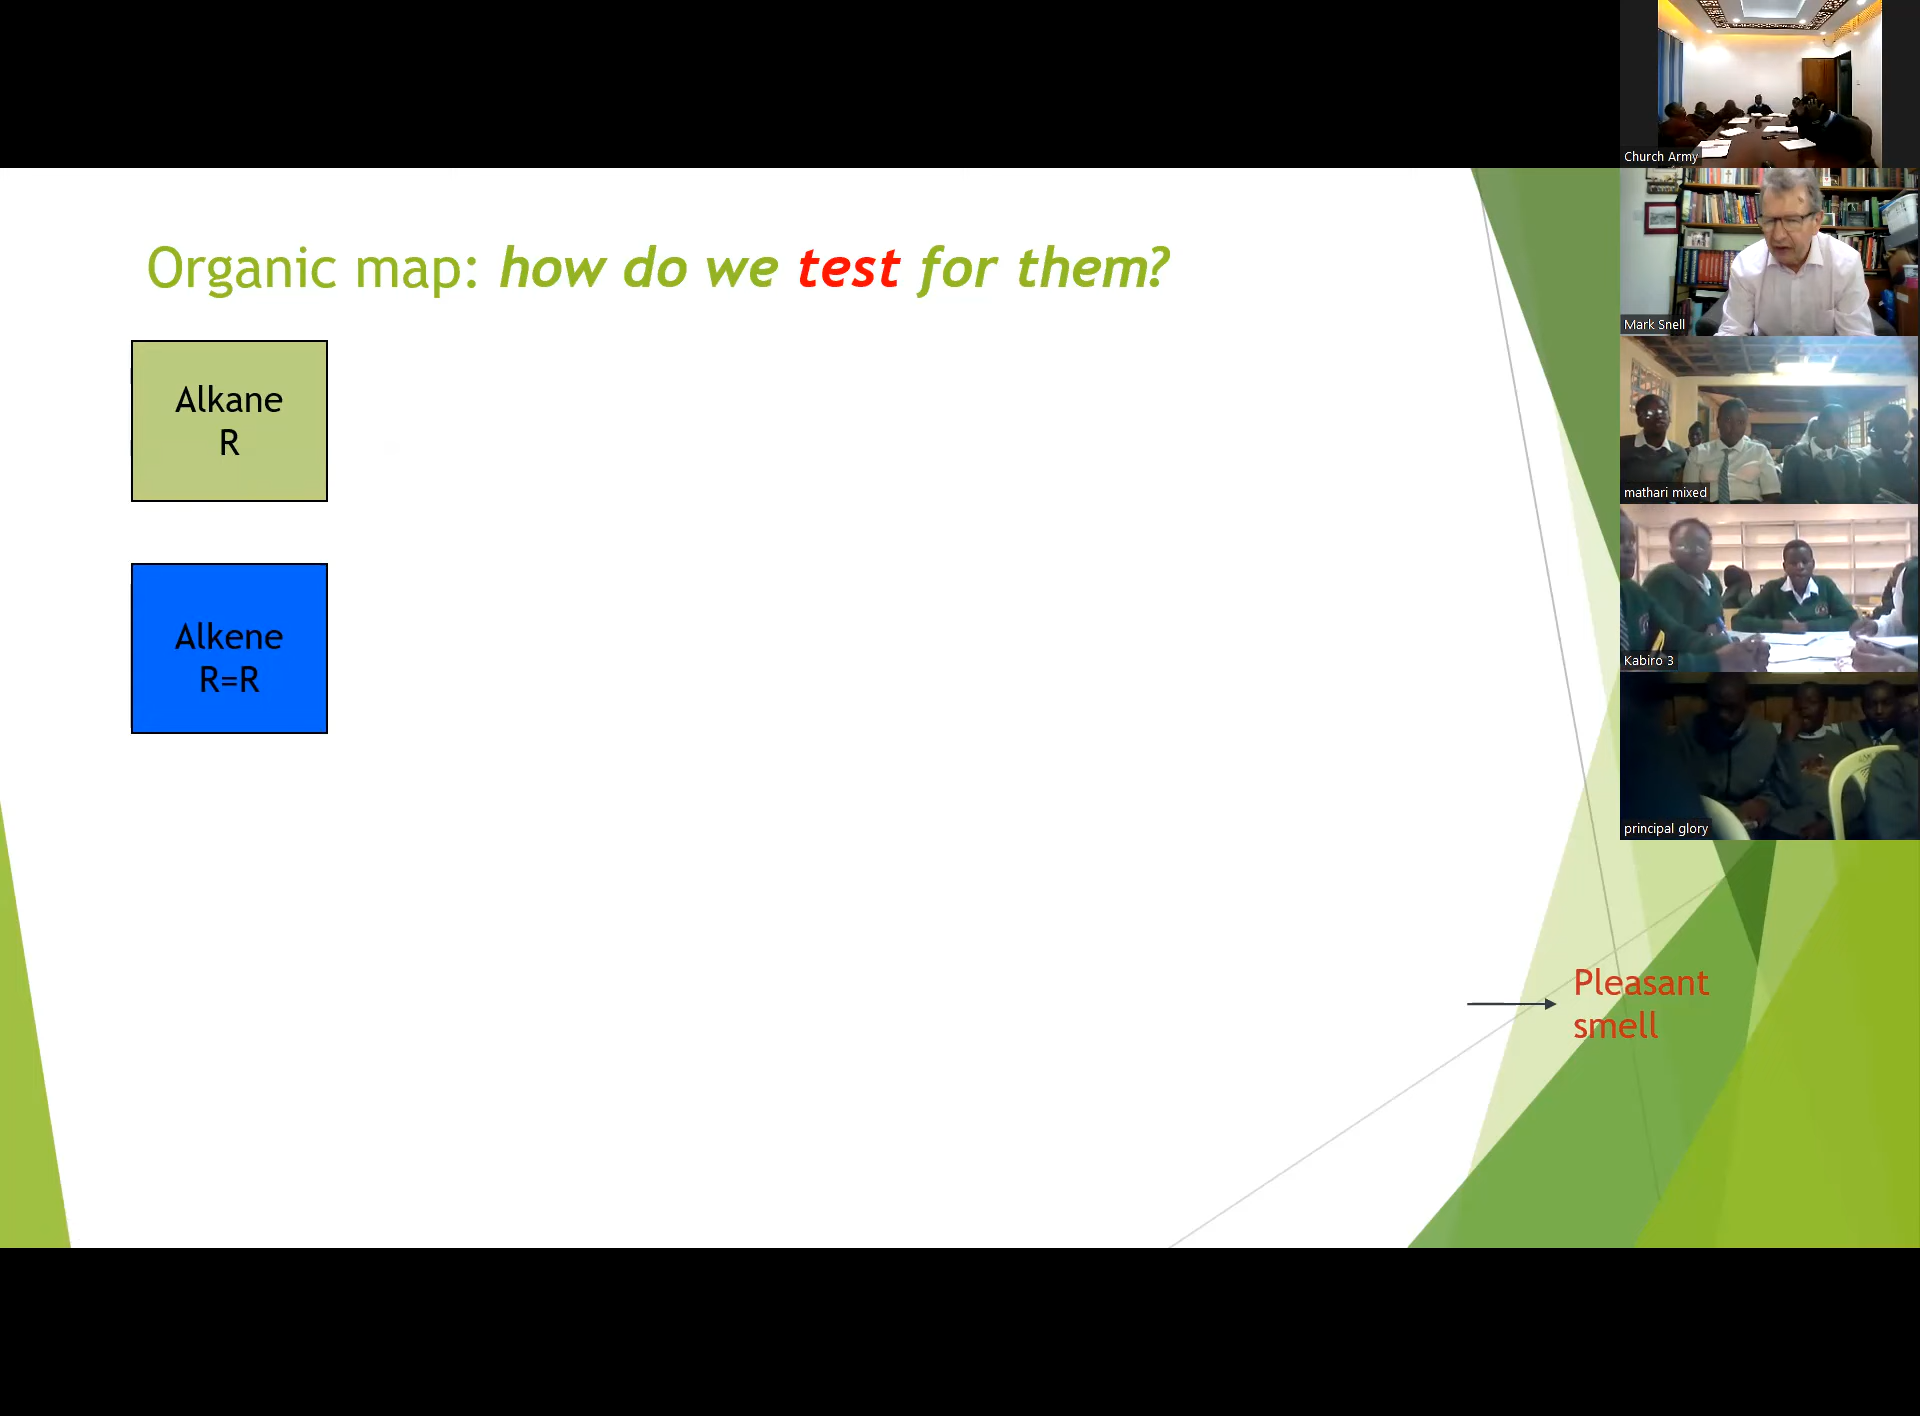 Organic map: how do we test for them?
Alkane
R
Alkene
R=R
Pleasant
smell
Church Army
Mark Snell
mathari mixed
Kabiro 3
principal glory